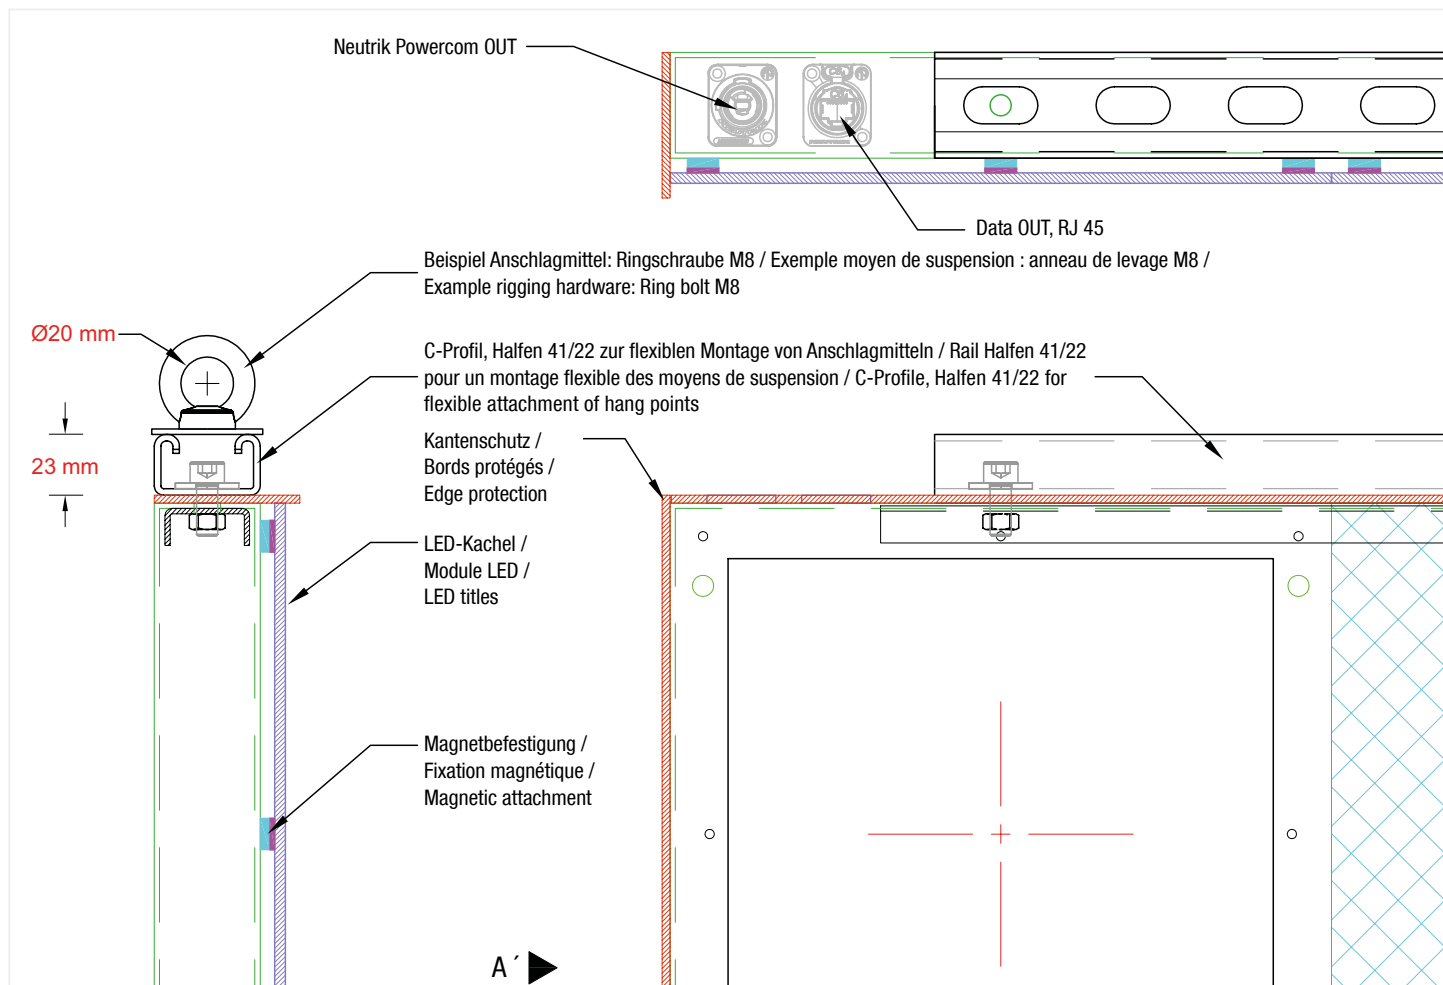 Neutrik Powercom OUT
Data OUT, RJ 45
Beispiel Anschlagmittel: Ringschraube M8 / Exemple moyen de suspension : anneau de levage M8 /
Example rigging hardware: Ring bolt M8
Ø20 mm
C-Profil, Halfen 41/22 zur flexiblen Montage von Anschlagmitteln / Rail Halfen 41/22
pour un montage flexible des moyens de suspension / C-Profile, Halfen 41/22 for
flexible attachment of hang points
23 mm
Kantenschutz /
Bords protégés /
Edge protection
LED-Kachel /
Module LED /
LED titles
Magnetbefestigung /
Fixation magnétique /
Magnetic attachment
A ´